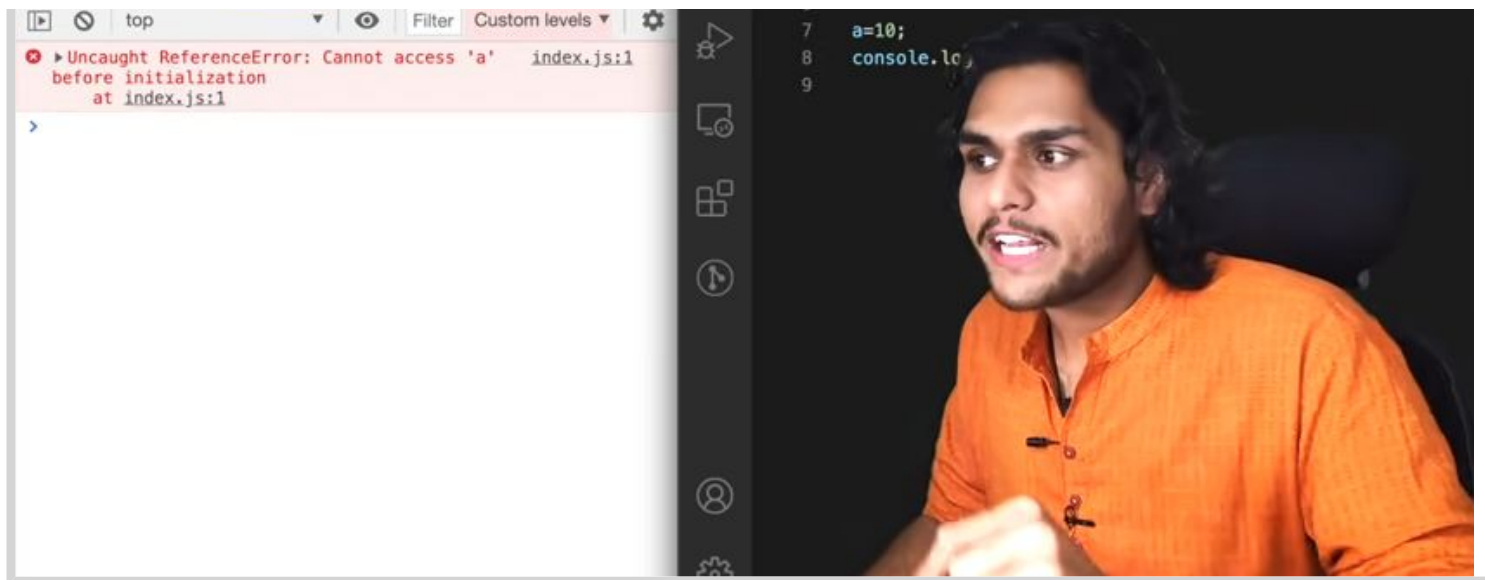 top Filter Custom levels
Uncaught ReferenceError: Cannot access 'a' index.js:1
before initialization
at index.js:1
7 a=10;
8 console.log
9